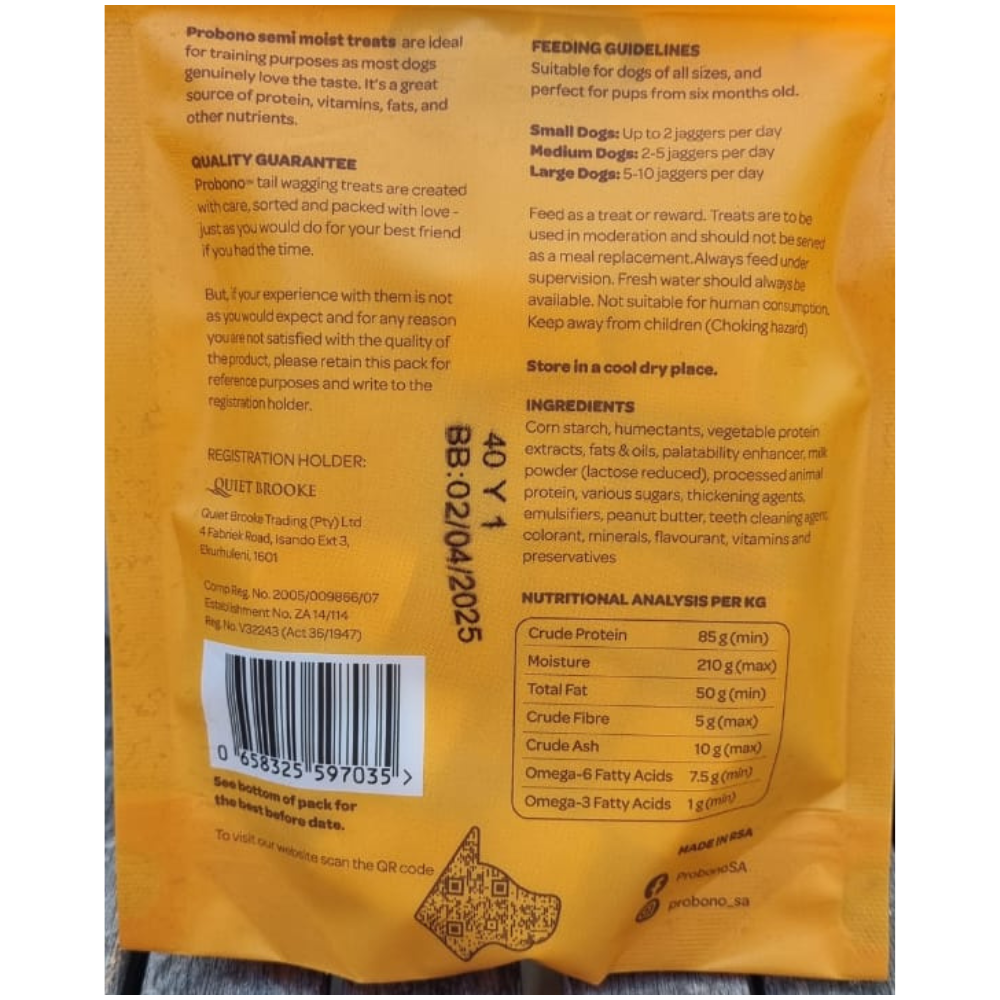 Probono semi moist treats are ideal
for training purposes as most dogs
genuinely love the taste. It's a great
source of protein, vitamins, fats, and
other nutrients.
QUALITY GUARANTEE
Probono™ tail wagging treats are created
with care, sorted and packed with love -
just as you would do for your best friend
if you had the time.
But, if your experience with them is not
as you would expect and for any reason
you are not satisfied with the quality of
the product, please retain this pack for
reference purposes and write to the
registration holder.
REGISTRATION HOLDER:
QUIET BROOKE
Quiet Brooke Trading (Pty) Ltd
4 Fabriek Road, Isando Ext 3,
Ekurhuleni, 1601
Comp Reg. No. 2005/009866/07
Establishment No. ZA 14/114
Reg. No. V32243 (Act 36/1947)
0 658325 597035 >
See bottom of pack for
the best before date.
To visit our website scan the QR code
40 Y 1
BB:02/04/2025
FEEDING GUIDELINES
Suitable for dogs of all sizes, and
perfect for pups from six months old.
Small Dogs: Up to 2 jaggers per day
Medium Dogs: 2-5 jaggers per day
Large Dogs: 5-10 jaggers per day
Feed as a treat or reward. Treats are to be
used in moderation and should not be served
as a meal replacement. Always feed under
supervision. Fresh water should always be
available. Not suitable for human consumption.
Keep away from children (Choking hazard)
Store in a cool dry place.
INGREDIENTS
Corn starch, humectants, vegetable protein
extracts, fats & oils, palatability enhancer, milk
powder (lactose reduced), processed animal
protein, various sugars, thickening agents,
emulsifiers, peanut butter, teeth cleaning agent,
colorant, minerals, flavourant, vitamins and
preservatives
NUTRITIONAL ANALYSIS PER KG
Crude Protein 85 g (min)
Moisture 210 g (max)
Total Fat 50 g (min)
Crude Fibre 5 g (max)
Crude Ash 10 g (max)
Omega-6 Fatty Acids 7.5 g (min)
Omega-3 Fatty Acids 1 g (min)
MADE IN RSA
ProbonoSA
probono_sa